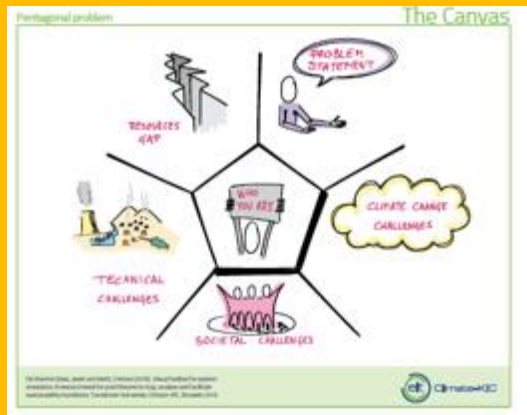 Pentagonal problem
The Canvas
PROBLEM
STATEMENT
RESOURCES
GAP
WHO
YOU ARE
CLIMATE CHANGE
CHALLENGES
TECHNICAL
CHALLENGES
SOCIETAL CHALLENGES
eit
Climate-KIC